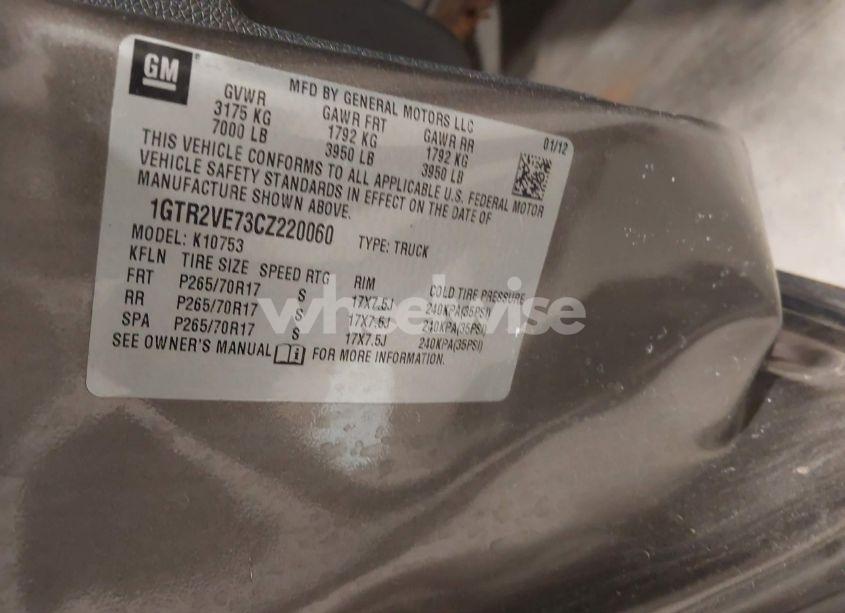 GM
MFD BY GENERAL MOTORS LLC
GVWR GAWR FRT GAWR RR
3175 KG 1792 KG 1792 KG
7000 LB 3950 LB 3950 LB
01/12
THIS VEHICLE CONFORMS TO ALL APPLICABLE U.S. FEDERAL MOTOR
VEHICLE SAFETY STANDARDS IN EFFECT ON THE DATE OF
MANUFACTURE SHOWN ABOVE.
1GTR2VE73CZ220060
MODEL: K10753 TYPE: TRUCK
KFLN TIRE SIZE SPEED RTG RIM COLD TIRE PRESSURE
FRT P265/70R17 S 17X7.5J 240KPA(35PSI)
RR P265/70R17 S 17X7.5J 240KPA(35PSI)
SPA P265/70R17 S 17X7.5J 240KPA(35PSI)
SEE OWNER'S MANUAL FOR MORE INFORMATION.
wheelwise